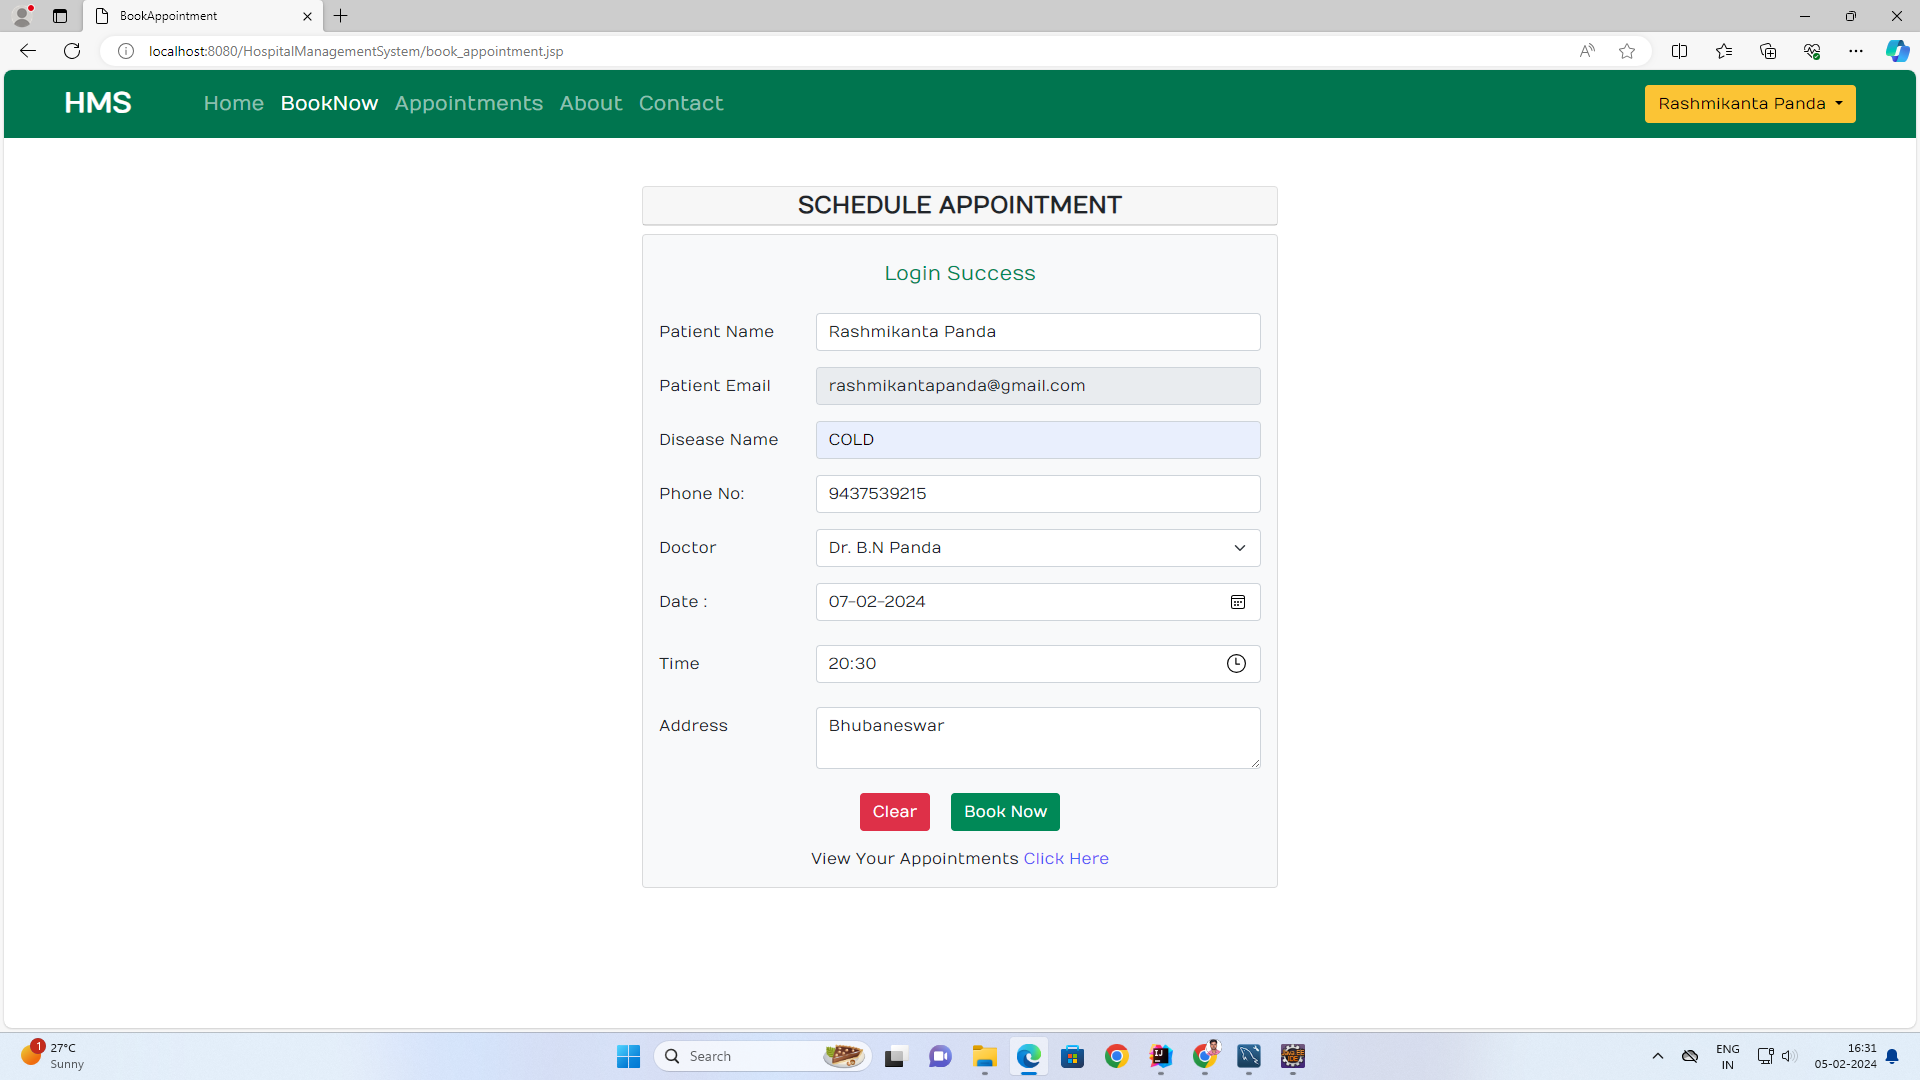 BookAppointment
localhost:8080/HospitalManagementSystem/book_appointment.jsp
HMS Home BookNow Appointments About Contact Rashmikanta Panda
SCHEDULE APPOINTMENT
Login Success
Patient Name Rashmikanta Panda
Patient Email rashmikantapanda@gmail.com
Disease Name COLD
Phone No: 9437539215
Doctor Dr. B.N Panda
Date : 07-02-2024
Time 20:30
Address Bhubaneswar
Clear Book Now
View Your Appointments Click Here
1 27°C
Sunny
Search
ENG
IN
16:31
05-02-2024